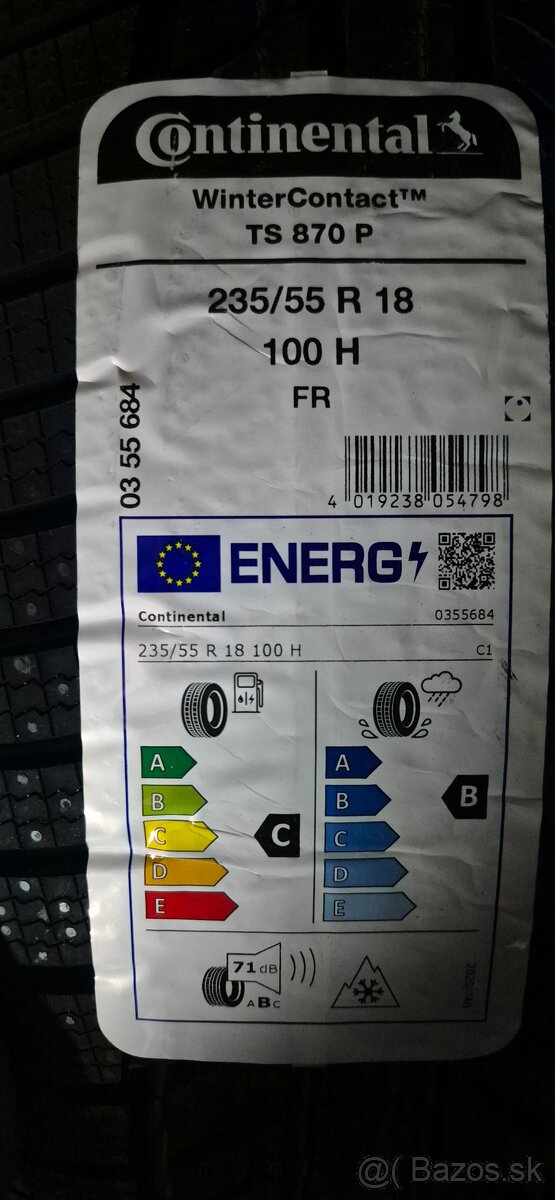 Continental
WinterContact™
TS 870 P
235/55 R 18
100 H
FR
03 55 684
4 019238 054798
ENERG
Continental 0355684
235/55 R 18 100 H C1
A A
B B B
C C C
D D
E E
71 dB
ABC
2020/740
@( Bazos.sk